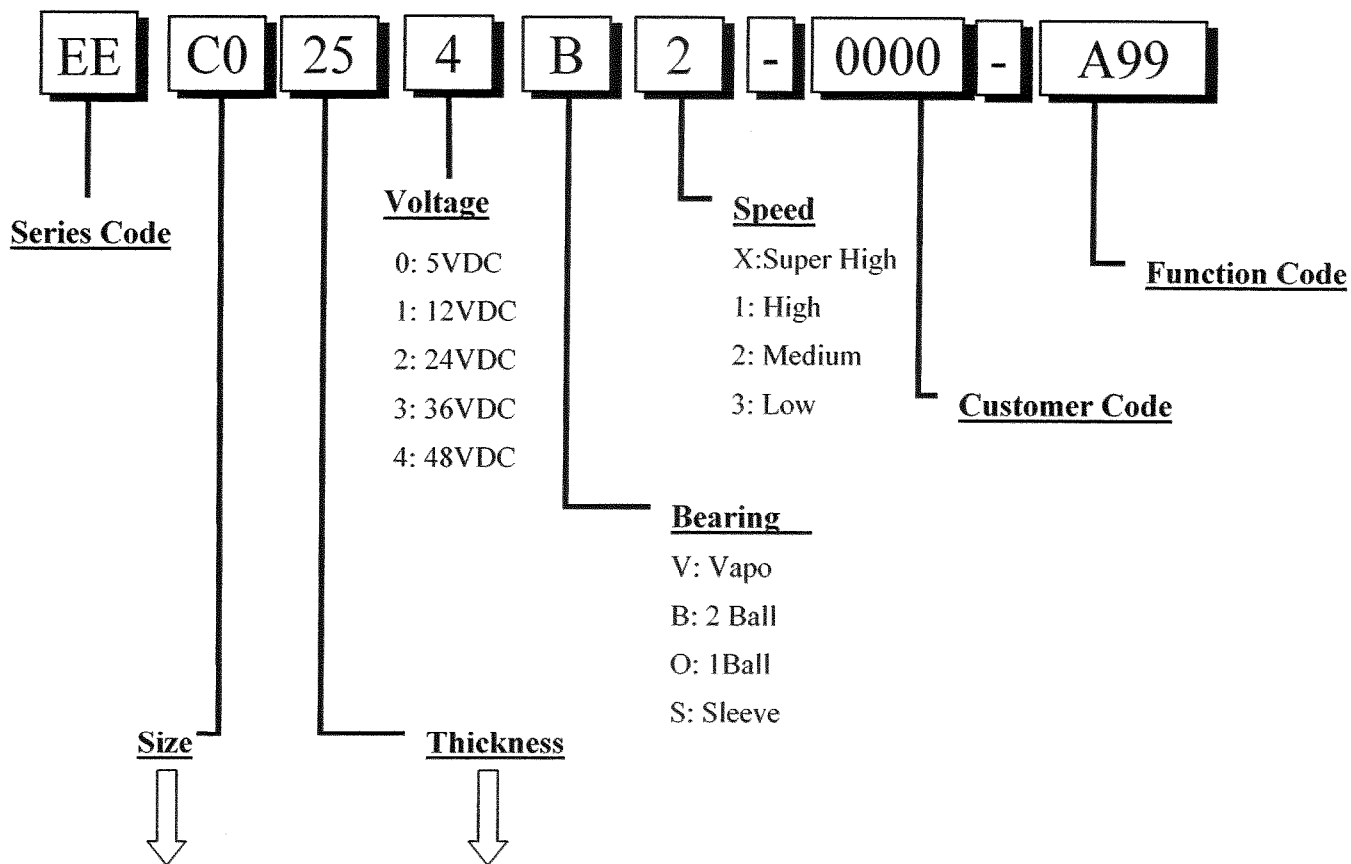 EE C0 25 4 B 2 - 0000 - A99
Series Code
Voltage
0: 5VDC
1: 12VDC
2: 24VDC
3: 36VDC
4: 48VDC
Speed
X:Super High
1: High
2: Medium
3: Low
Function Code
Customer Code
Bearing
V: Vapo
B: 2 Ball
O: 1Ball
S: Sleeve
Size
Thickness